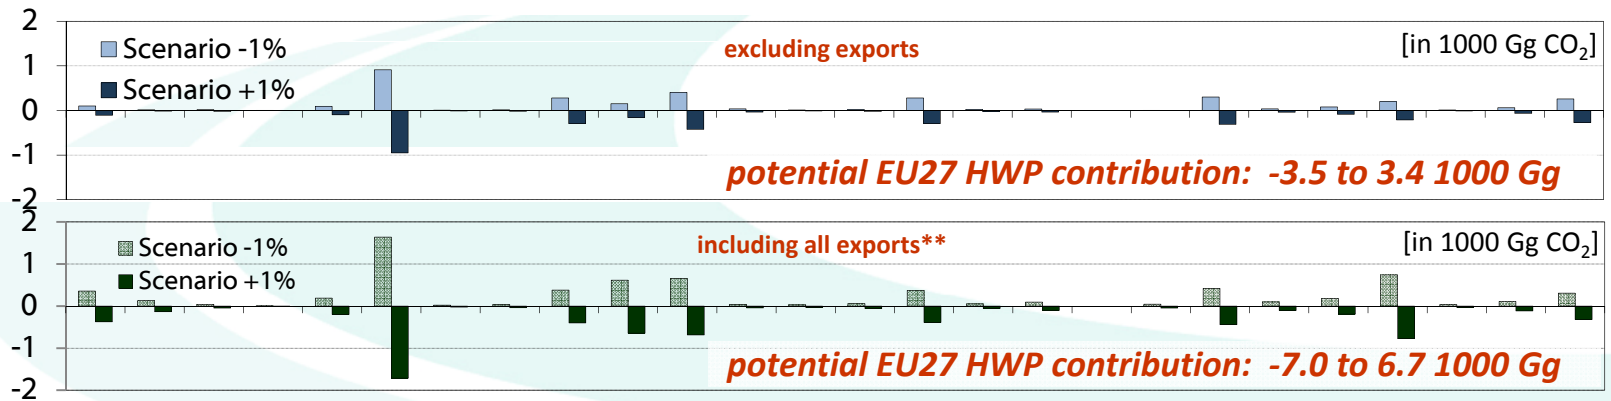 2
1
0
-1
-2
Scenario -1%
Scenario +1%
excluding exports
[in 1000 Gg CO₂]
potential EU27 HWP contribution: -3.5 to 3.4 1000 Gg
2
1
0
-1
-2
Scenario -1%
Scenario +1%
including all exports**
[in 1000 Gg CO₂]
potential EU27 HWP contribution: -7.0 to 6.7 1000 Gg